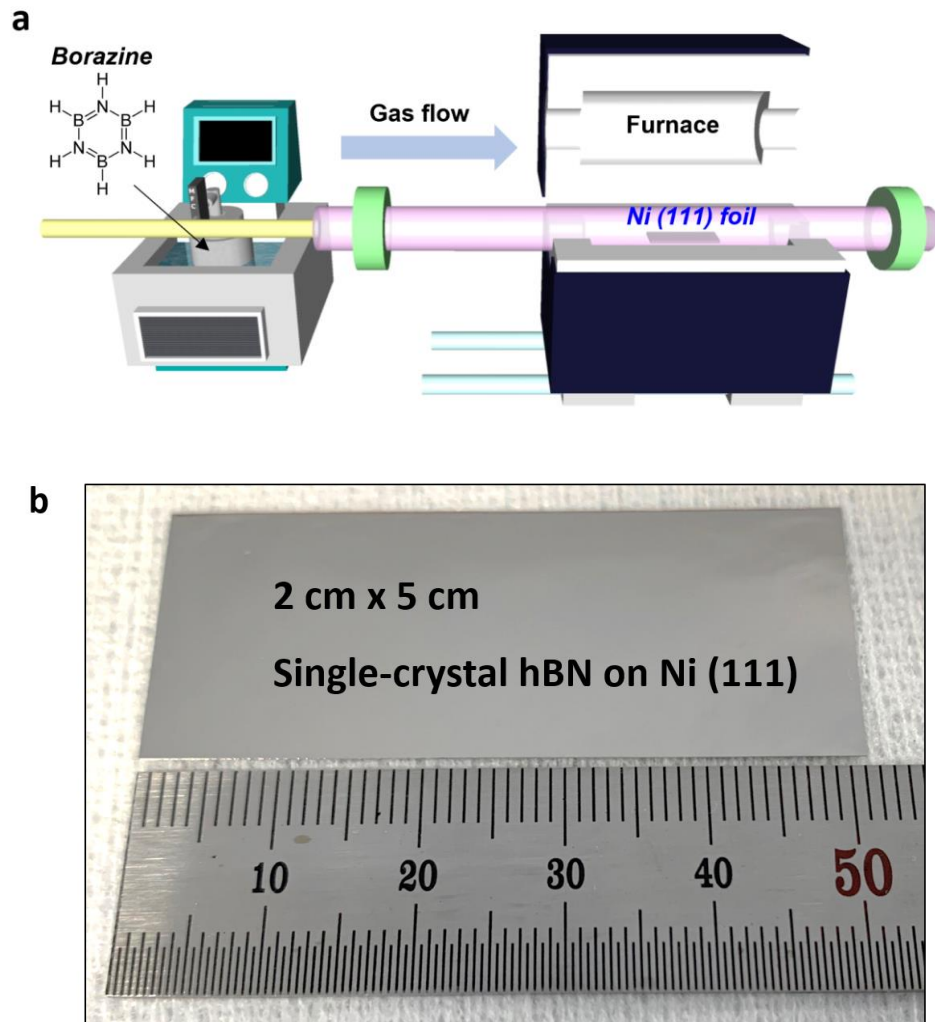 a
Borazine
H
H
B
N
B
H
N
B
N
H
H
H
Gas flow
Furnace
Ni (111) foil
b
2 cm x 5 cm
Single-crystal hBN on Ni (111)
10 20 30 40 50